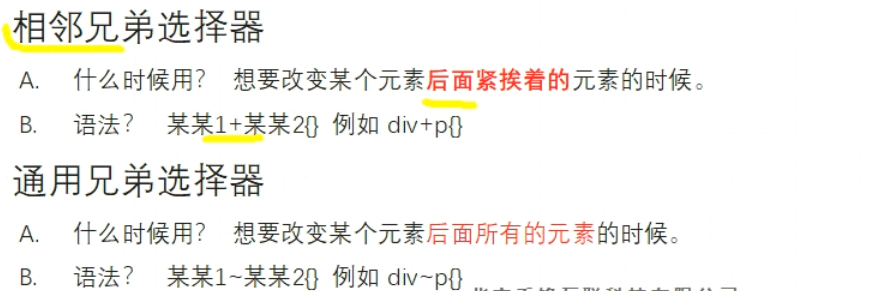 相邻兄弟选择器
A. 什么时候用? 想要改变某个元素后面紧挨着的元素的时候。
B. 语法? 某某1+某某2{} 例如 div+p{}
通用兄弟选择器
A. 什么时候用? 想要改变某个元素后面所有的元素的时候。
B. 语法? 某某1~某某2{} 例如 div~p{}